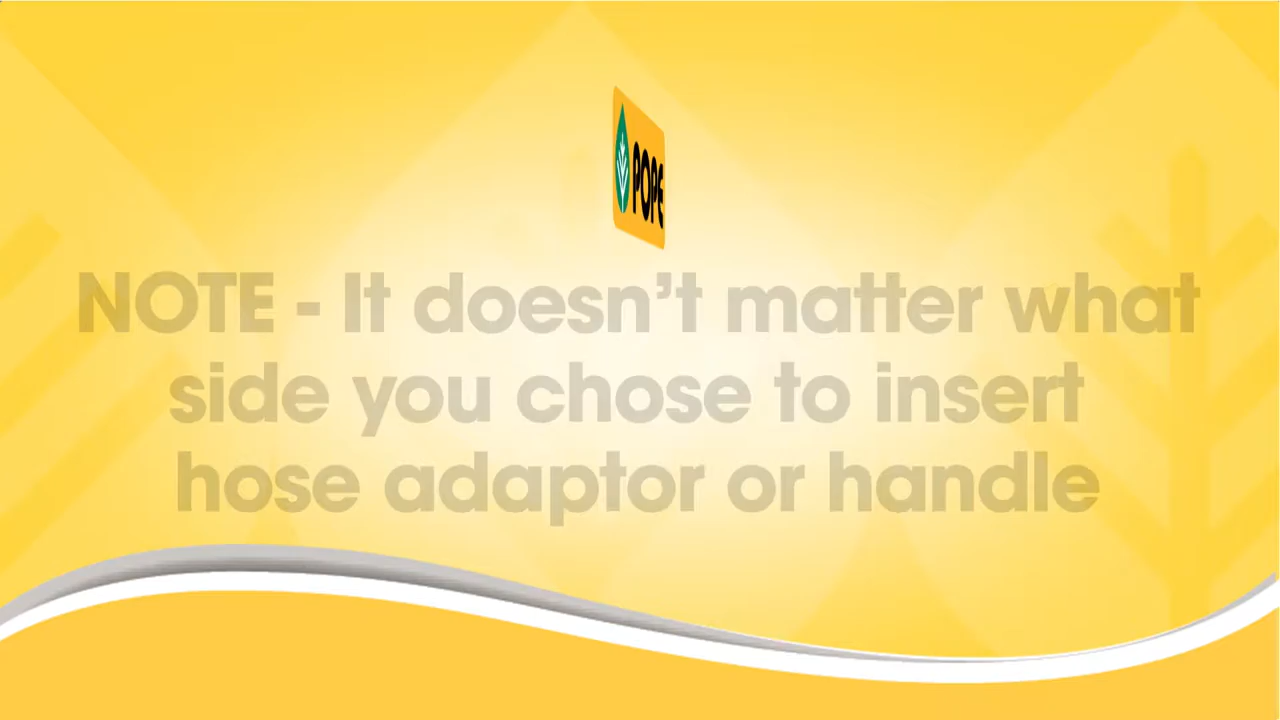 POPE
NOTE - It doesn't matter what
side you chose to insert
hose adaptor or handle